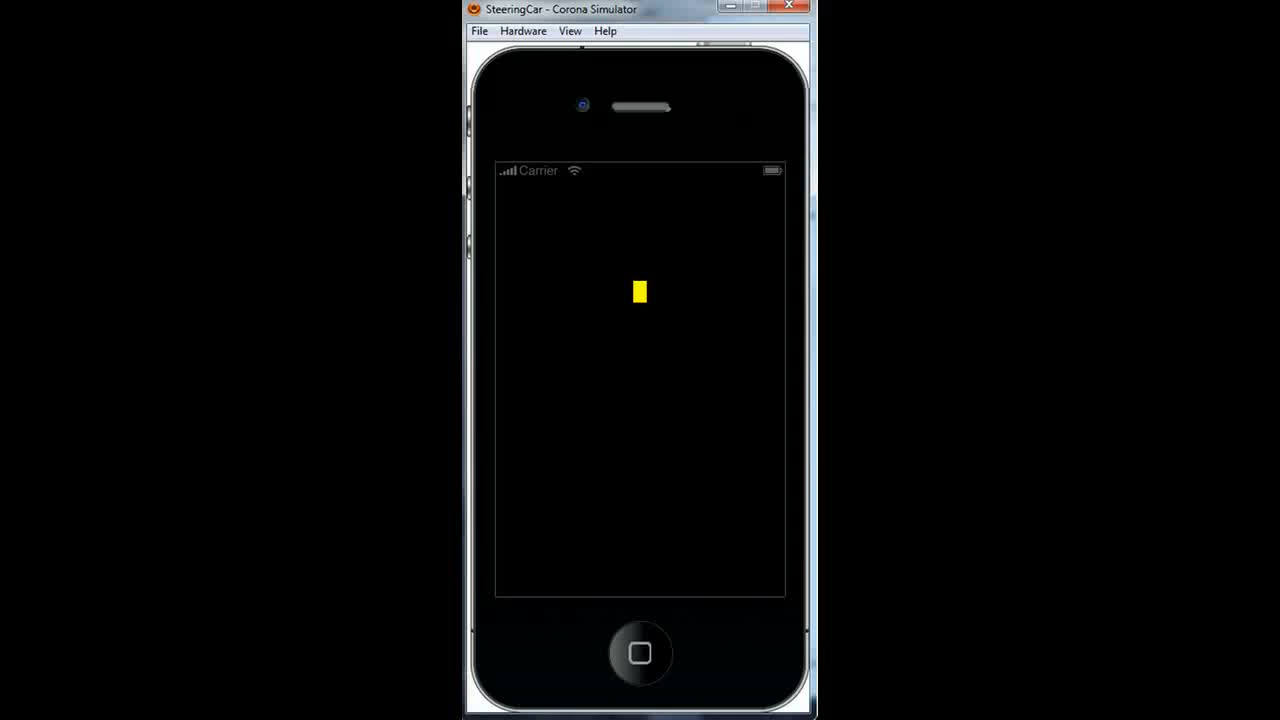 SteeringCar - Corona Simulator
File Hardware View Help
Carrier